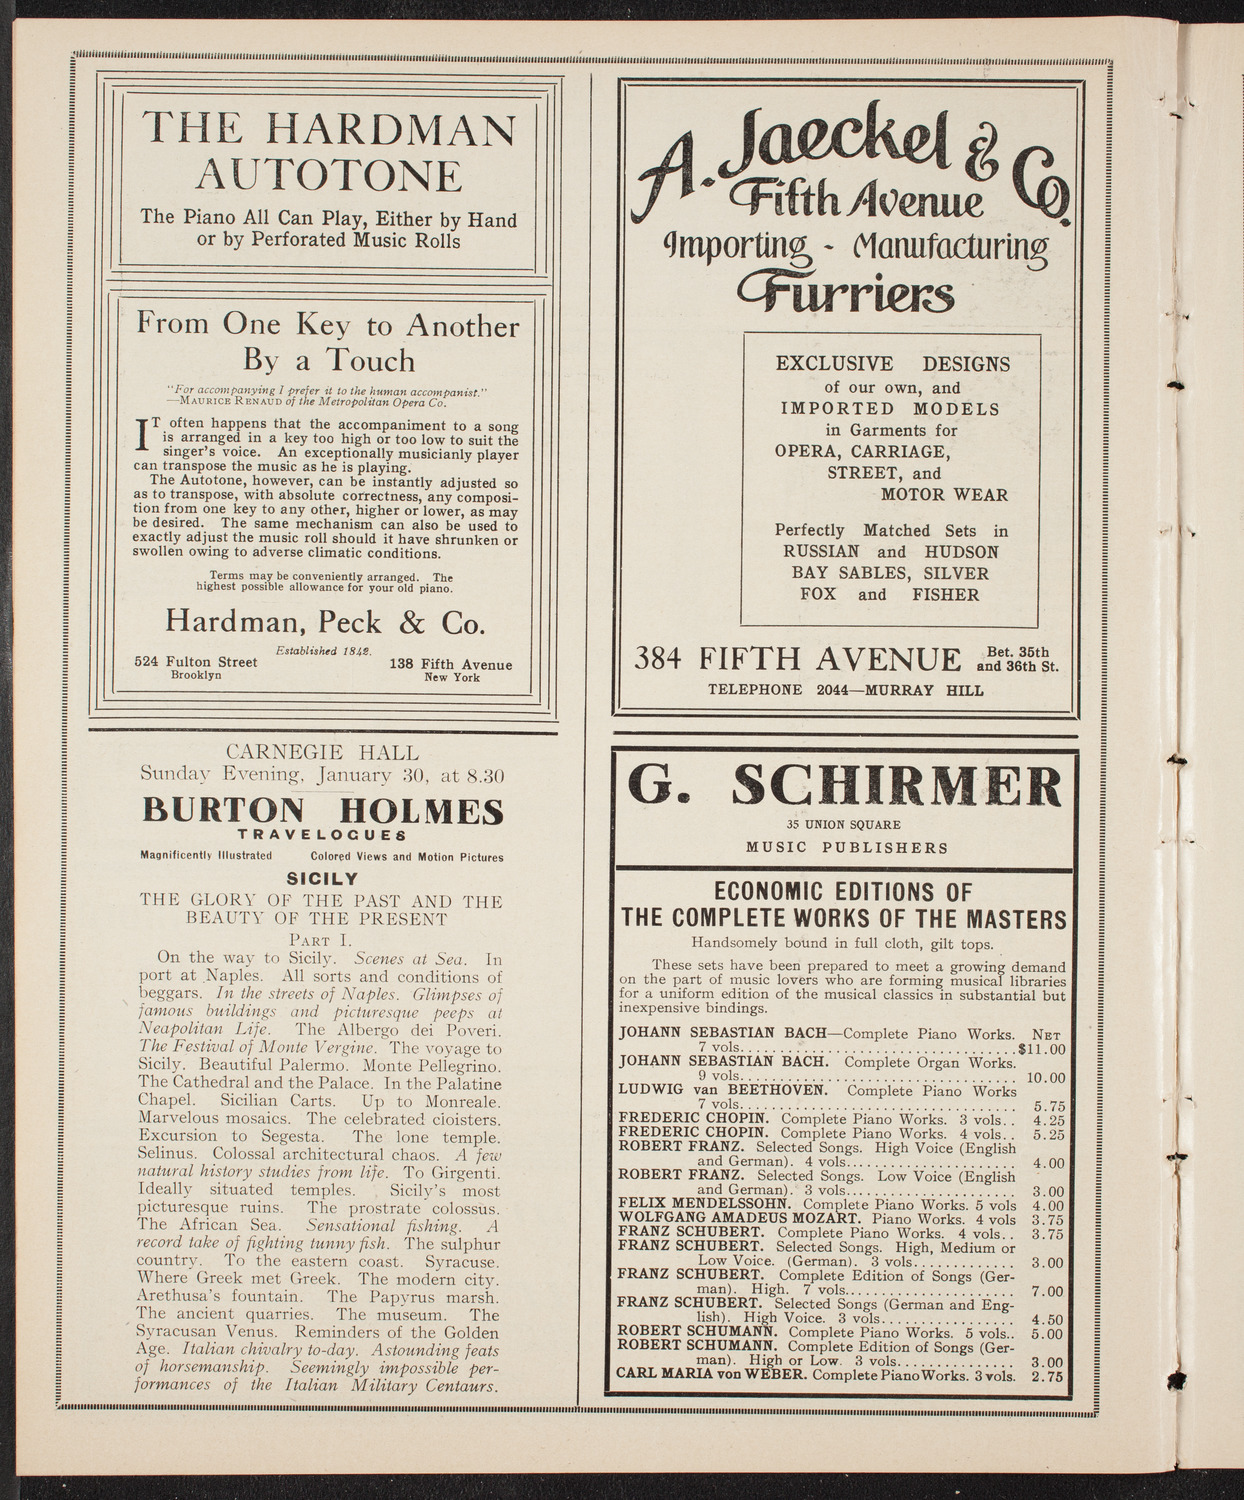 THE HARDMAN
AUTOTONE
The Piano All Can Play, Either by Hand
or by Perforated Music Rolls
From One Key to Another
By a Touch
"For accompanying I prefer it to the human accompanist."
—MAURICE RENAUD of the Metropolitan Opera Co.
IT often happens that the accompaniment to a song
is arranged in a key too high or too low to suit the
singer's voice. An exceptionally musicianly player
can transpose the music as he is playing.
The Autotone, however, can be instantly adjusted so
as to transpose, with absolute correctness, any composi-
tion from one key to any other, higher or lower, as may
be desired. The same mechanism can also be used to
exactly adjust the music roll should it have shrunken or
swollen owing to adverse climatic conditions.
Terms may be conveniently arranged. The
highest possible allowance for your old piano.
Hardman, Peck & Co.
Established 1842.
524 Fulton Street 138 Fifth Avenue
Brooklyn New York
CARNEGIE HALL
Sunday Evening, January 30, at 8.30
BURTON HOLMES
TRAVELOGUES
Magnificently Illustrated Colored Views and Motion Pictures
SICILY
THE GLORY OF THE PAST AND THE
BEAUTY OF THE PRESENT
PART I.
On the way to Sicily. Scenes at Sea. In
port at Naples. All sorts and conditions of
beggars. In the streets of Naples. Glimpses of
famous buildings and picturesque peeps at
Neapolitan Life. The Albergo dei Poveri.
The Festival of Monte Vergine. The voyage to
Sicily. Beautiful Palermo. Monte Pellegrino.
The Cathedral and the Palace. In the Palatine
Chapel. Sicilian Carts. Up to Monreale.
Marvelous mosaics. The celebrated cloisters.
Excursion to Segesta. The lone temple.
Selinus. Colossal architectural chaos. A few
natural history studies from life. To Girgenti.
Ideally situated temples. Sicily's most
picturesque ruins. The prostrate colossus.
The African Sea. Sensational fishing. A
record take of fighting tunny fish. The sulphur
country. To the eastern coast. Syracuse.
Where Greek met Greek. The modern city.
Arethusa's fountain. The Papyrus marsh.
The ancient quarries. The museum. The
Syracusan Venus. Reminders of the Golden
Age. Italian chivalry to-day. Astounding feats
of horsemanship. Seemingly impossible per-
formances of the Italian Military Centaurs.
A. Jaeckel & Co.
Fifth Avenue
Importing - Manufacturing
Furriers
EXCLUSIVE DESIGNS
of our own, and
IMPORTED MODELS
in Garments for
OPERA, CARRIAGE,
STREET, and
MOTOR WEAR
Perfectly Matched Sets in
RUSSIAN and HUDSON
BAY SABLES, SILVER
FOX and FISHER
384 FIFTH AVENUE Bet. 35th
and 36th St.
TELEPHONE 2044—MURRAY HILL
G. SCHIRMER
35 UNION SQUARE
MUSIC PUBLISHERS
ECONOMIC EDITIONS OF
THE COMPLETE WORKS OF THE MASTERS
Handsomely bound in full cloth, gilt tops.
These sets have been prepared to meet a growing demand
on the part of music lovers who are forming musical libraries
for a uniform edition of the musical classics in substantial but
inexpensive bindings.
JOHANN SEBASTIAN BACH—Complete Piano Works. NET
7 vols.......................................$11.00
JOHANN SEBASTIAN BACH. Complete Organ Works.
9 vols....................................... 10.00
LUDWIG van BEETHOVEN. Complete Piano Works
7 vols....................................... 5.75
FREDERIC CHOPIN. Complete Piano Works. 3 vols.. 4.25
FREDERIC CHOPIN. Complete Piano Works. 4 vols.. 5.25
ROBERT FRANZ. Selected Songs. High Voice (English
and German). 4 vols....................... 4.00
ROBERT FRANZ. Selected Songs. Low Voice (English
and German). 3 vols....................... 3.00
FELIX MENDELSSOHN. Complete Piano Works. 5 vols 4.00
WOLFGANG AMADEUS MOZART. Piano Works. 4 vols 3.75
FRANZ SCHUBERT. Complete Piano Works. 4 vols.. 3.75
FRANZ SCHUBERT. Selected Songs. High, Medium or
Low Voice. (German). 3 vols.............. 3.00
FRANZ SCHUBERT. Complete Edition of Songs (Ger-
man). High. 7 vols....................... 7.00
FRANZ SCHUBERT. Selected Songs (German and Eng-
lish). High Voice. 3 vols................. 4.50
ROBERT SCHUMANN. Complete Piano Works. 5 vols.. 5.00
ROBERT SCHUMANN. Complete Edition of Songs (Ger-
man). High or Low. 3 vols............... 3.00
CARL MARIA von WEBER. Complete Piano Works. 3 vols. 2.75